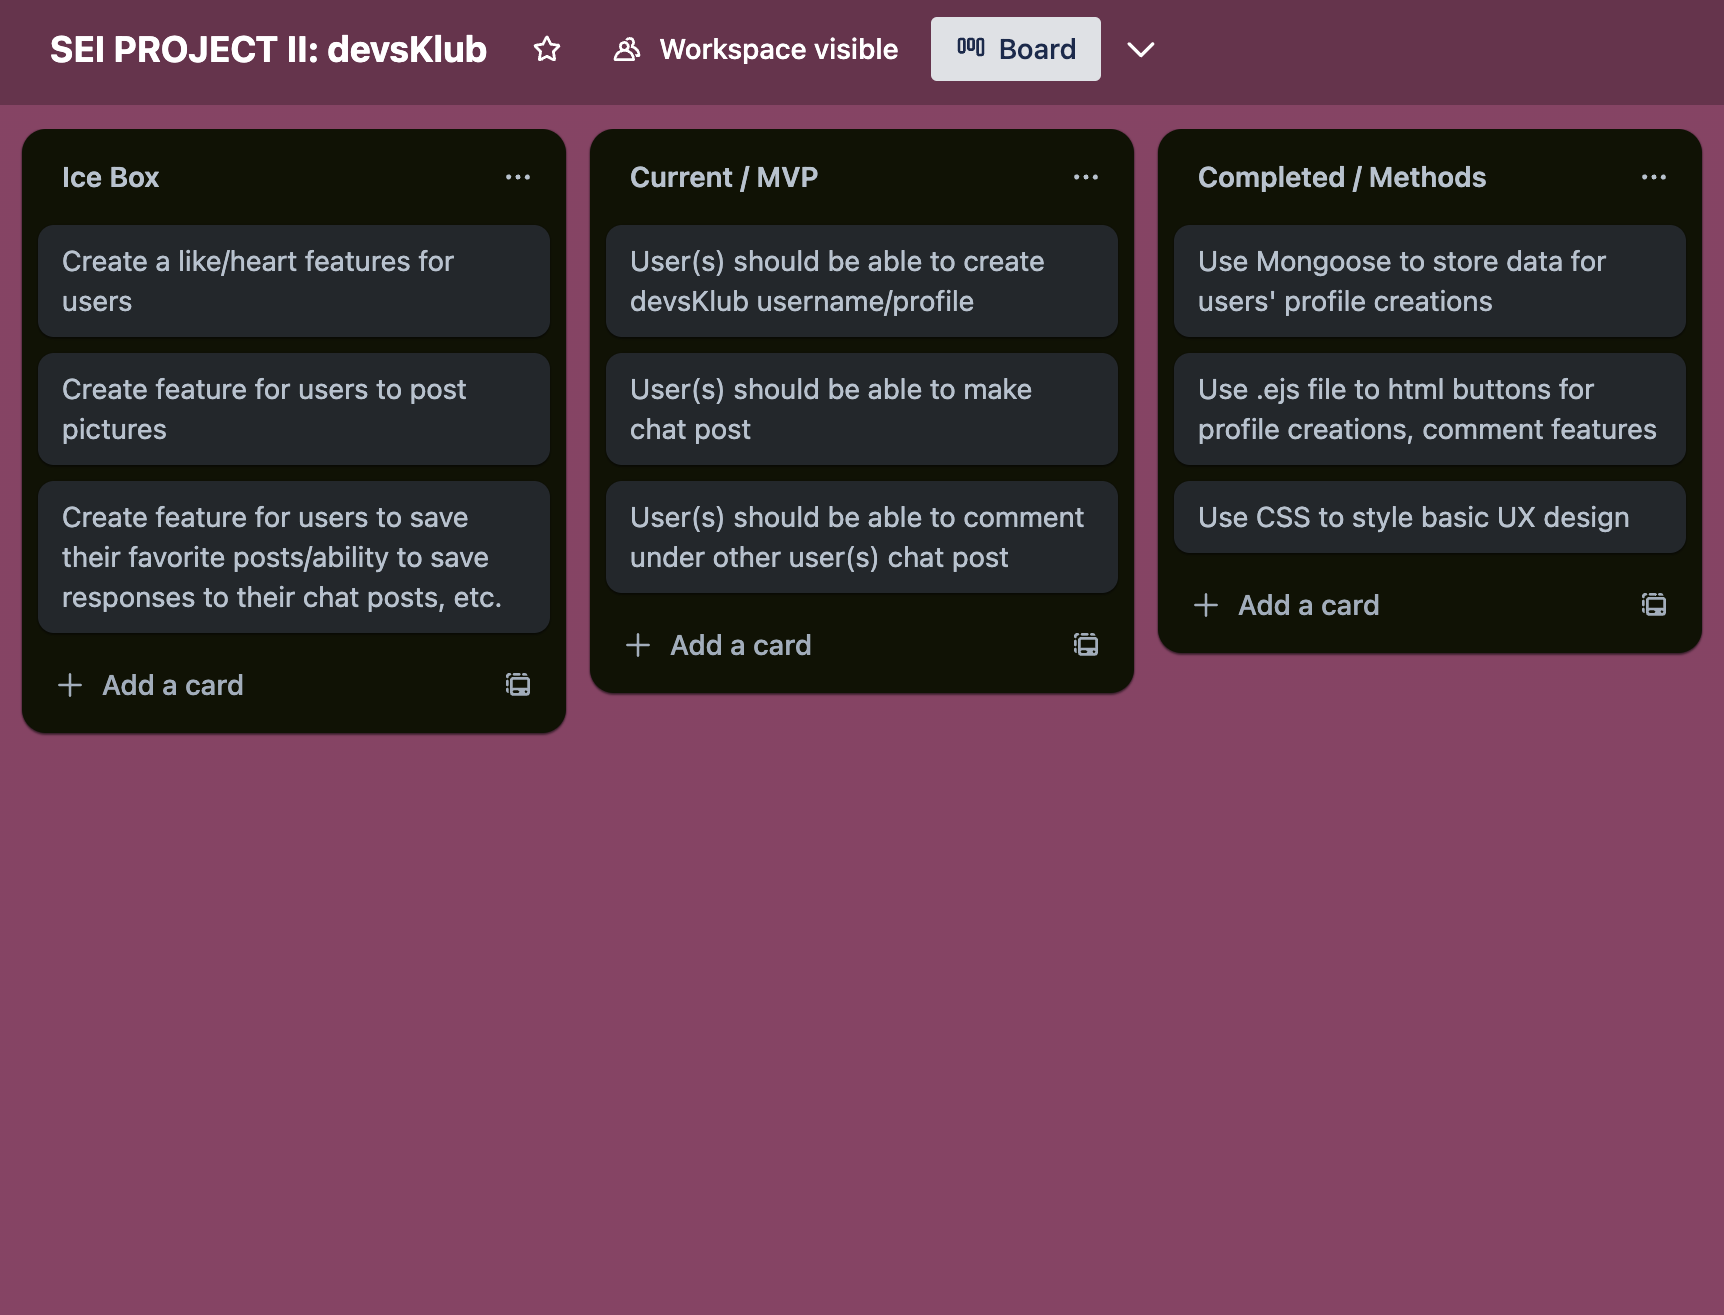 SEI PROJECT II: devsKlub
Workspace visible
Board
Ice Box
Create a like/heart features for
users
Create feature for users to post
pictures
Create feature for users to save
their favorite posts/ability to save
responses to their chat posts, etc.
Add a card
Current / MVP
User(s) should be able to create
devsKlub username/profile
User(s) should be able to make
chat post
User(s) should be able to comment
under other user(s) chat post
Add a card
Completed / Methods
Use Mongoose to store data for
users' profile creations
Use .ejs file to html buttons for
profile creations, comment features
Use CSS to style basic UX design
Add a card